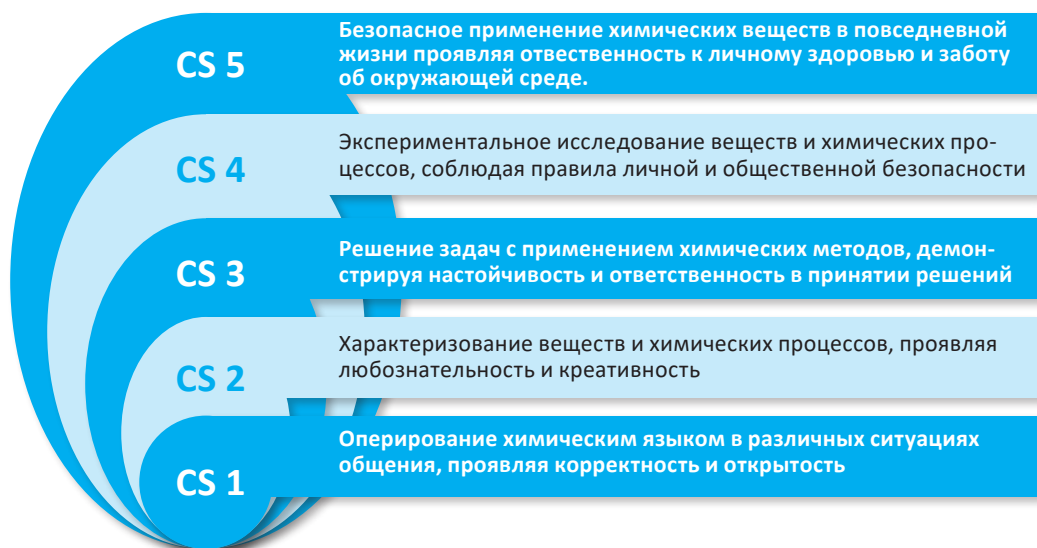 CS 5
Безопасное применение химических веществ в повседневной
жизни проявляя отвественность к личному здоровью и заботу
об окружающей среде.
CS 4
Экспериментальное исследование веществ и химических про-
цессов, соблюдая правила личной и общественной безопасности
CS 3
Решение задач с применением химических методов, демон-
стрируя настойчивость и ответственность в принятии решений
CS 2
Характеризование веществ и химических процессов, проявляя
любознательность и креативность
CS 1
Оперирование химическим языком в различных ситуациях
общения, проявляя корректность и открытость